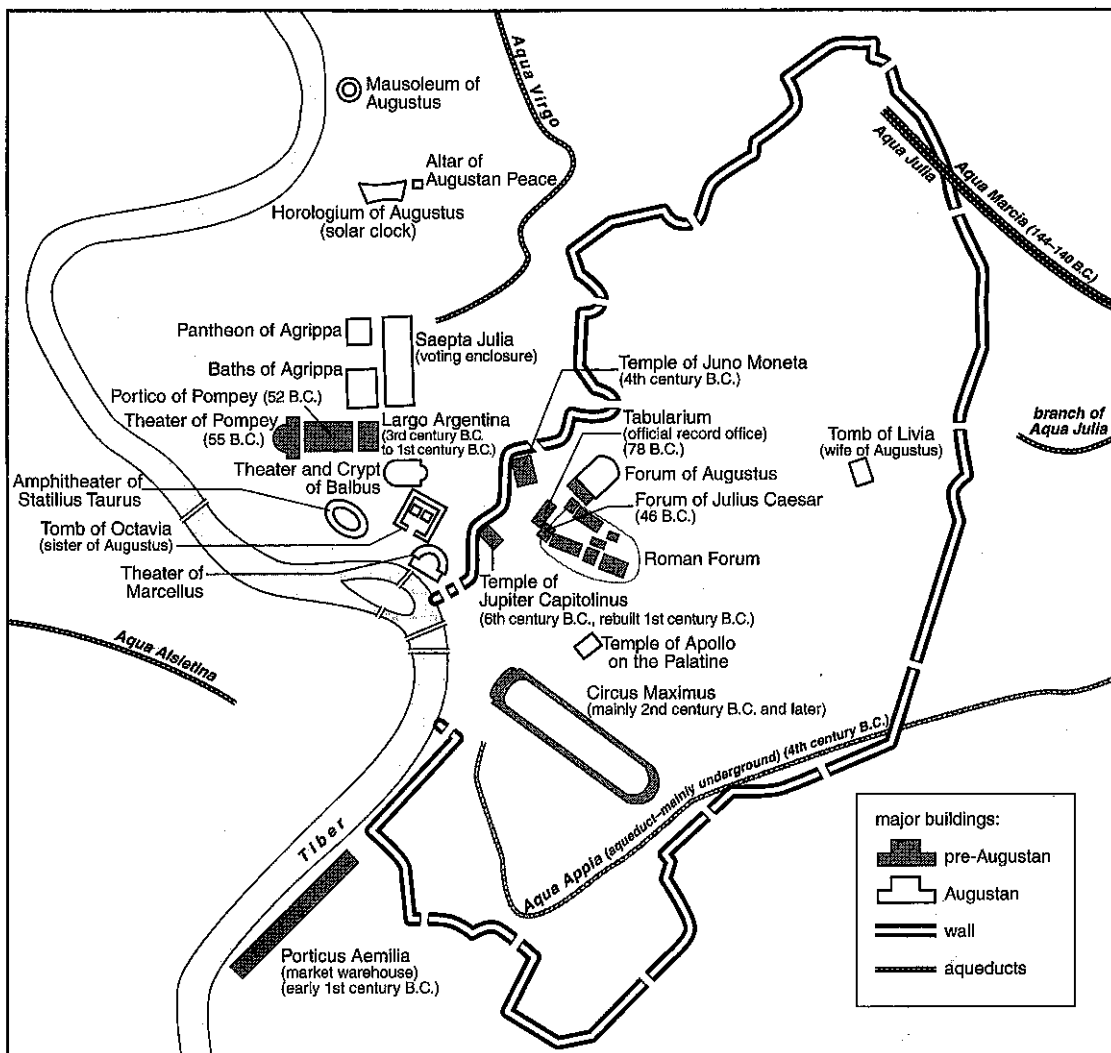 Mausoleum of
Augustus
Aqua Virgo
Altar of
Augustan Peace
Horologium of Augustus
(solar clock)
Aqua Julia
Aqua Marcia (144–140 B.C.)
Pantheon of Agrippa
Saepta Julia
(voting enclosure)
Baths of Agrippa
Portico of Pompey (52 B.C.)
Theater of Pompey
(55 B.C.)
Largo Argentina
(3rd century B.C.
to 1st century B.C.)
Theater and Crypt
of Balbus
Amphitheater of
Statilius Taurus
Tomb of Octavia
(sister of Augustus)
Theater of
Marcellus
Temple of Juno Moneta
(4th century B.C.)
Tabularium
(official record office)
(78 B.C.)
Forum of Augustus
Forum of Julius Caesar
(46 B.C.)
Roman Forum
branch of
Aqua Julia
Tomb of Livia
(wife of Augustus)
Temple of
Jupiter Capitolinus
(6th century B.C., rebuilt 1st century B.C.)
Temple of Apollo
on the Palatine
Circus Maximus
(mainly 2nd century B.C. and later)
Aqua Alsietina
Aqua Appia (aqueduct–mainly underground) (4th century B.C.)
Tiber
Porticus Aemilia
(market warehouse)
(early 1st century B.C.)
major buildings:
pre-Augustan
Augustan
wall
aqueducts